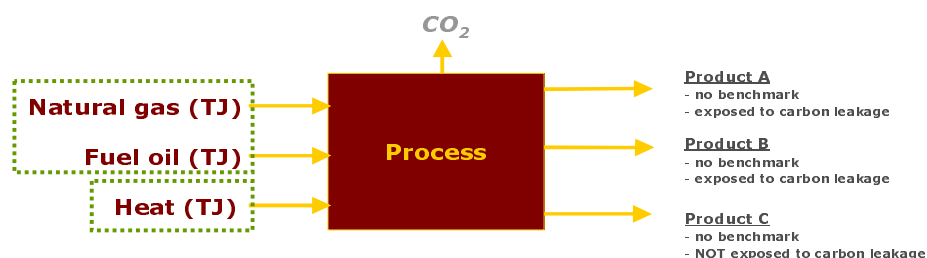 CO2
Natural gas (TJ)
Fuel oil (TJ)
Heat (TJ)
Process
Product A
- no benchmark
- exposed to carbon leakage
Product B
- no benchmark
- exposed to carbon leakage
Product C
- no benchmark
- NOT exposed to carbon leakage